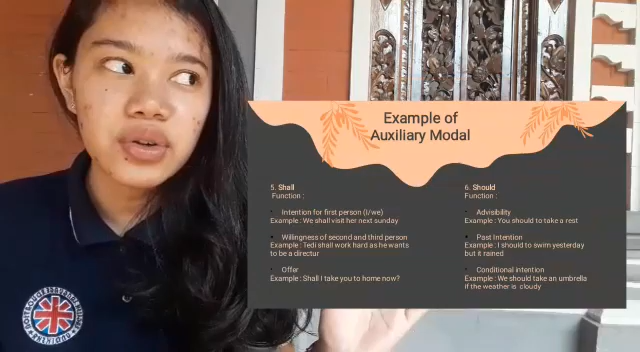 Example of
Auxiliary Modal
5. Shall
Function :
• Intention for first person (I/we)
Example : We shall visit her next sunday
• Willingness of second and third person
Example : Tedi shall work hard as he wants
to be a directur
• Offer
Example : Shall I take you to home now?
6. Should
Function :
• Advisibility
Example : You should to take a rest
• Past Intention
Example : I should to swim yesterday
but it rained
• Conditional intention
Example : We should take an umbrella
if the weather is cloudy